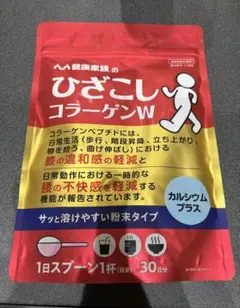 健康家族の
ひざこし
コラーゲンW
コラーゲンペプチドには、
日常生活(歩行、階段昇降、立ち上がり、
物を拾う、曲げ伸ばし)における
膝の違和感の軽減と
日常動作における一時的な
膝の不快感を軽減する
機能が報告されています。
カルシウム
プラス
サッと溶けやすい粉末タイプ
1日スプーン1杯 30日分